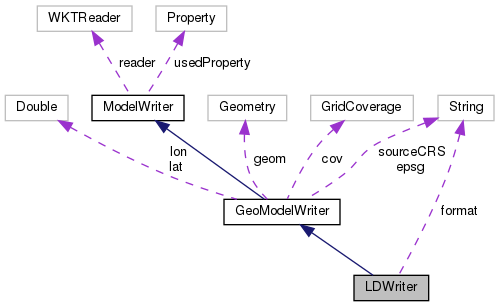 WKTReader
Property
reader
usedProperty
Double
ModelWriter
Geometry
GridCoverage
String
lon
lat
geom
cov
sourceCRS
epsg
GeoModelWriter
format
LDWriter